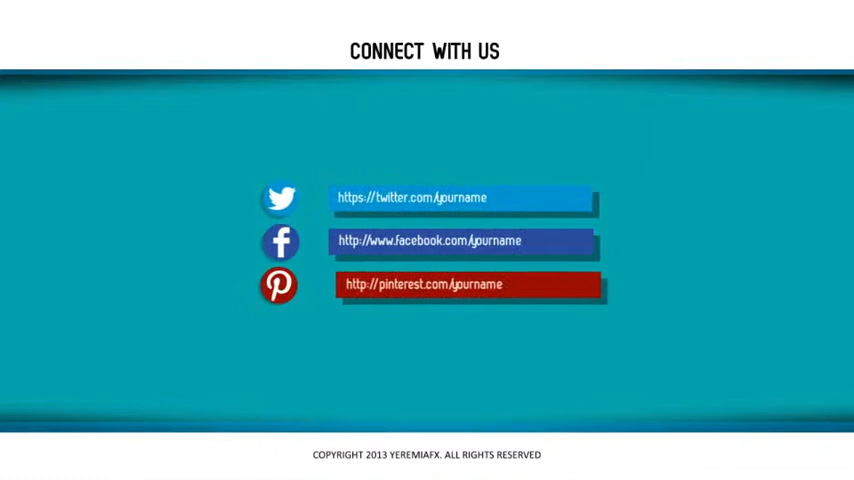 CONNECT WITH US
https://twitter.com/yourname
http://www.facebook.com/yourname
http://pinterest.com/yourname
COPYRIGHT 2013 YEREMIAFX. ALL RIGHTS RESERVED